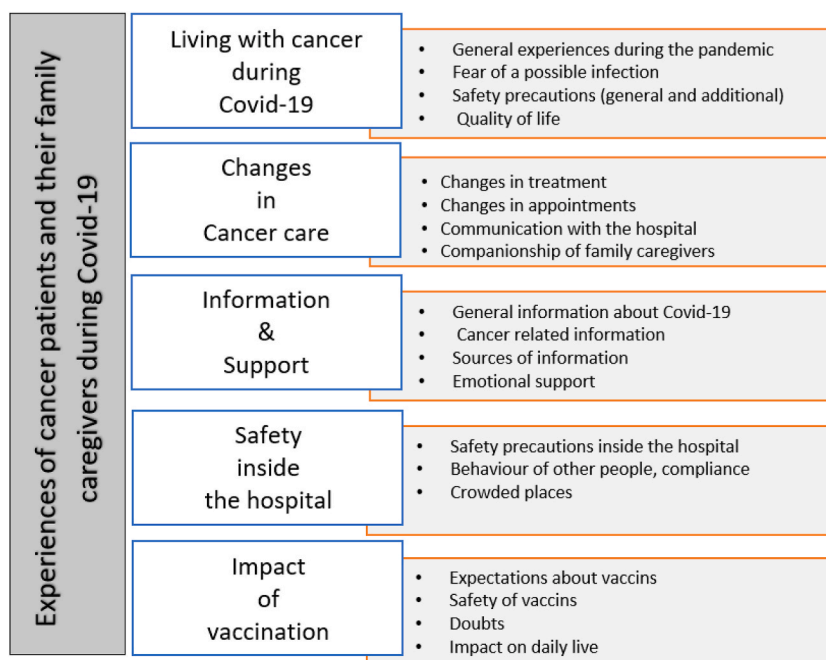 Experiences of cancer patients and their family
caregivers during Covid-19
Living with cancer
during
Covid-19
• General experiences during the pandemic
• Fear of a possible infection
• Safety precautions (general and additional)
• Quality of life
Changes
in
Cancer care
• Changes in treatment
• Changes in appointments
• Communication with the hospital
• Companionship of family caregivers
Information
&
Support
• General information about Covid-19
• Cancer related information
• Sources of information
• Emotional support
Safety
inside
the hospital
• Safety precautions inside the hospital
• Behaviour of other people, compliance
• Crowded places
Impact
of
vaccination
• Expectations about vaccins
• Safety of vaccins
• Doubts
• Impact on daily live